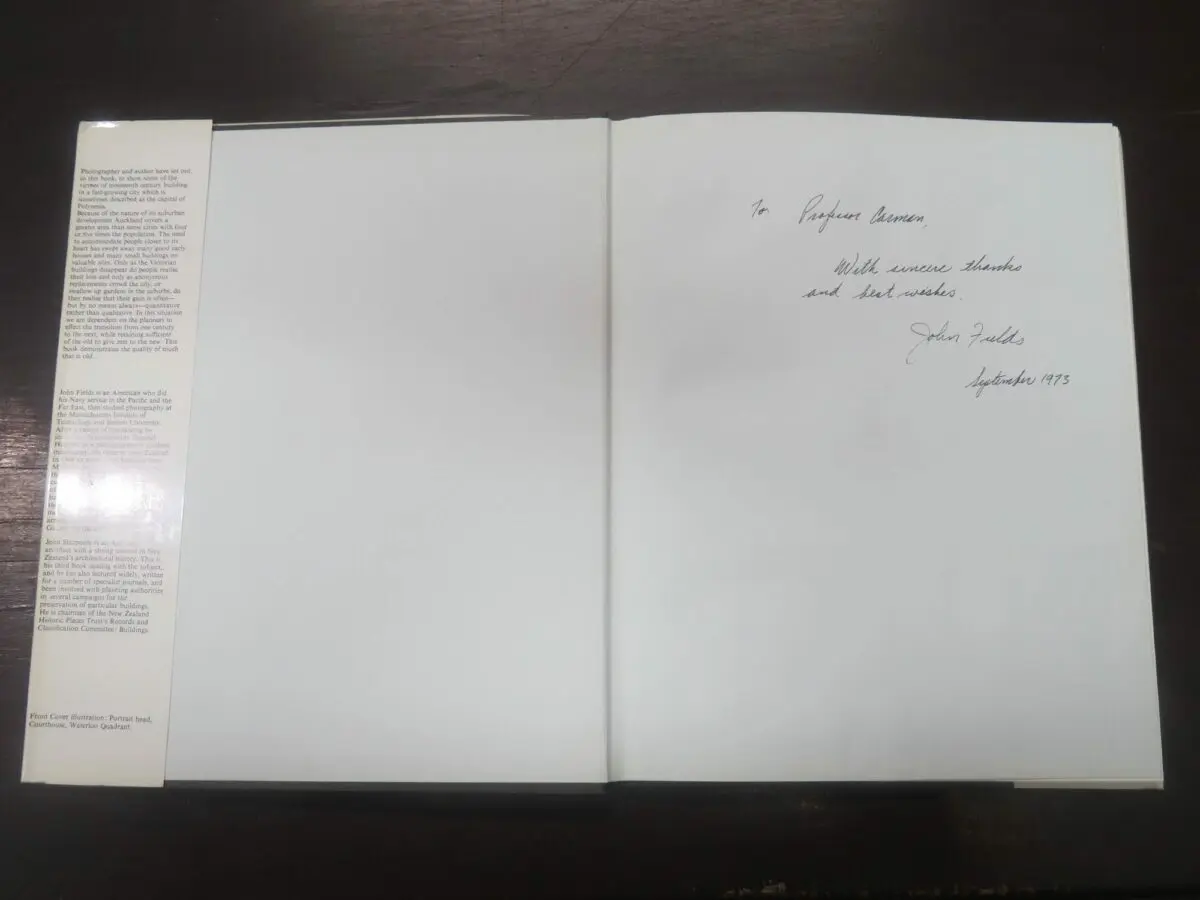 Photographer and author have set out
in this book, to show some of the
virtues of nineteenth century building
in a fast-growing city which is
sometimes described as the capital of
Polynesia.
Because of the nature of its suburban
development Auckland covers a
greater area than some cities with four
or five times the population. The need
to accommodate people closer to its
heart has swept away many good early
houses and many small buildings on
valuable sites. Only as the Victorian
buildings disappear do people realise
their loss and only as anonymous
replacements crowd the city, or
swallow up gardens in the suburbs, do
they realise that their gain is often—
but by no means always—quantitative
rather than qualitative. In this situation
we are dependent on the planners to
effect the transition from one century
to the next, while retaining sufficient
of the old to give zest to the new. This
book demonstrates the quality of much
that is old.
John Fields is an American who did
his Navy service in the Pacific and the
Far East, then studied photography at
the Massachusetts Institute of
Technology and Boston University.
John Stacpoole is an
architect with a strong interest in New
Zealand's architectural history. This is
his third book dealing with the subject,
and he has also lectured widely, written
for a number of specialist journals, and
been involved with planning authorities
in several campaigns for the
preservation of particular buildings.
He is chairman of the New Zealand
Historic Places Trust's Records and
Classification Committee: Buildings
Front Cover illustration: Portrait head,
Courthouse, Waterloo Quadrant.
To Professor Carman,
With sincere thanks
and best wishes.
John Fields
September 1973